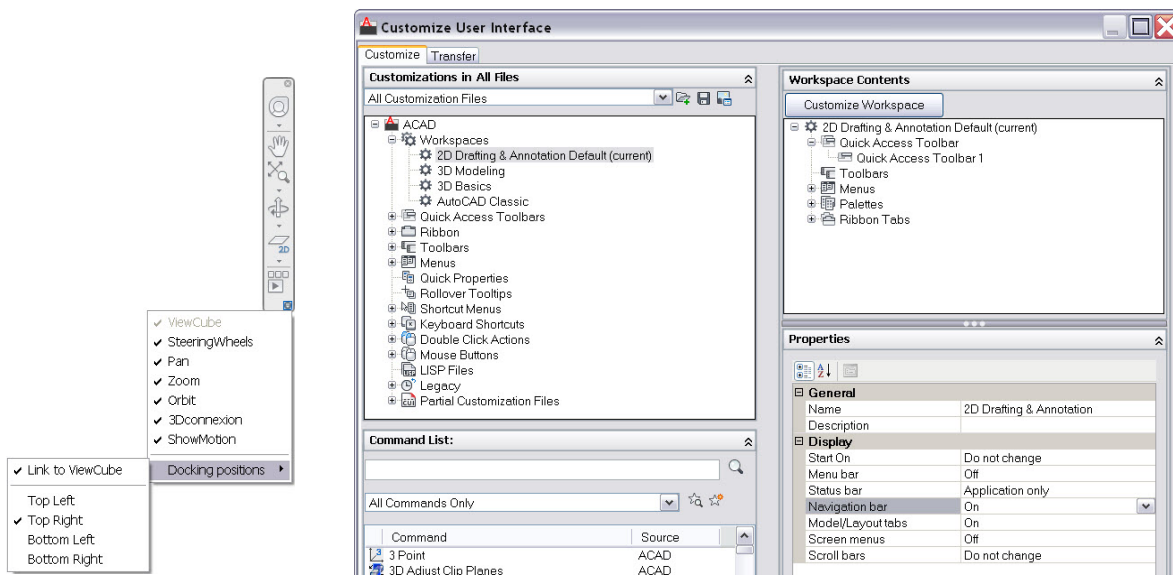 2D
ViewCube
SteeringWheels
Pan
Zoom
Orbit
3Dconnexion
ShowMotion
Docking positions
Link to ViewCube
Top Left
Top Right
Bottom Left
Bottom Right
Customize User Interface
Customize Transfer
Customizations in All Files
All Customization Files
ACAD
Workspaces
2D Drafting & Annotation Default (current)
3D Modeling
3D Basics
AutoCAD Classic
Quick Access Toolbars
Ribbon
Toolbars
Menus
Quick Properties
Rollover Tooltips
Shortcut Menus
Keyboard Shortcuts
Double Click Actions
Mouse Buttons
LISP Files
Legacy
Partial Customization Files
Command List:
All Commands Only
Command Source
3 Point ACAD
3D Adjust Clip Planes ACAD
Workspace Contents
Customize Workspace
2D Drafting & Annotation Default (current)
Quick Access Toolbar
Quick Access Toolbar 1
Toolbars
Menus
Palettes
Ribbon Tabs
Properties
General
Name 2D Drafting & Annotation
Description
Display
Start On Do not change
Menu bar Off
Status bar Application only
Navigation bar On
Model/Layout tabs On
Screen menus Off
Scroll bars Do not change